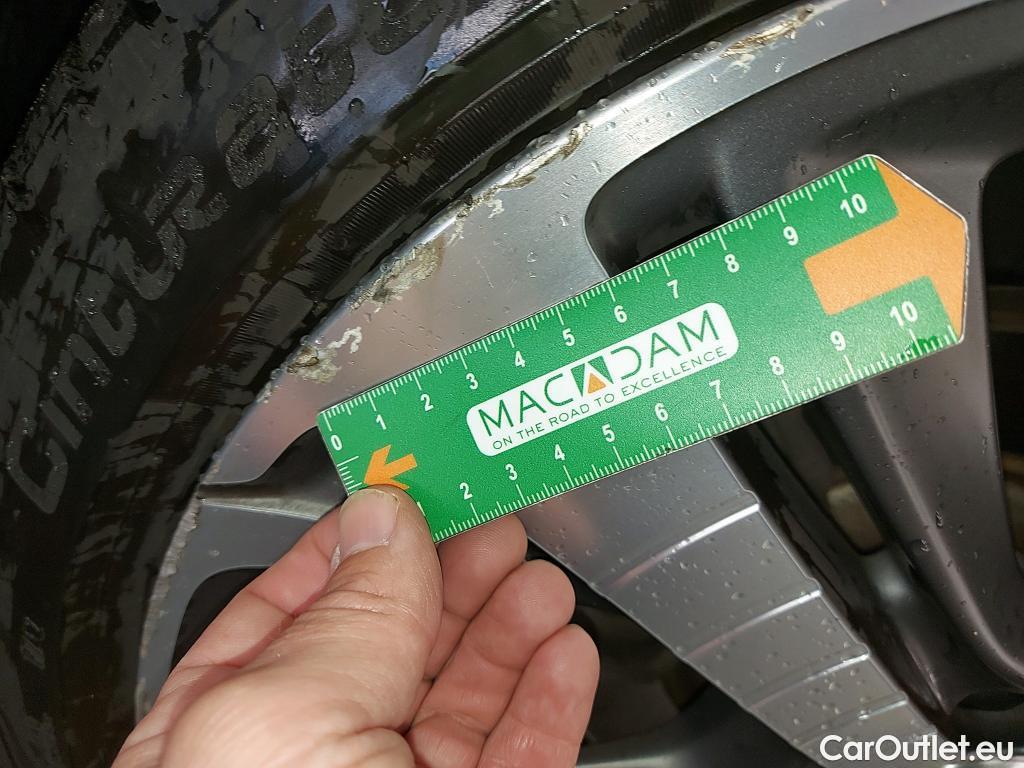 Cinturato
0 1 2 3 4 5 6 7 8 9 10
MACADAM
ON THE ROAD TO EXCELLENCE
2 3 4 5 6 7 8 9 10
CarOutlet.eu